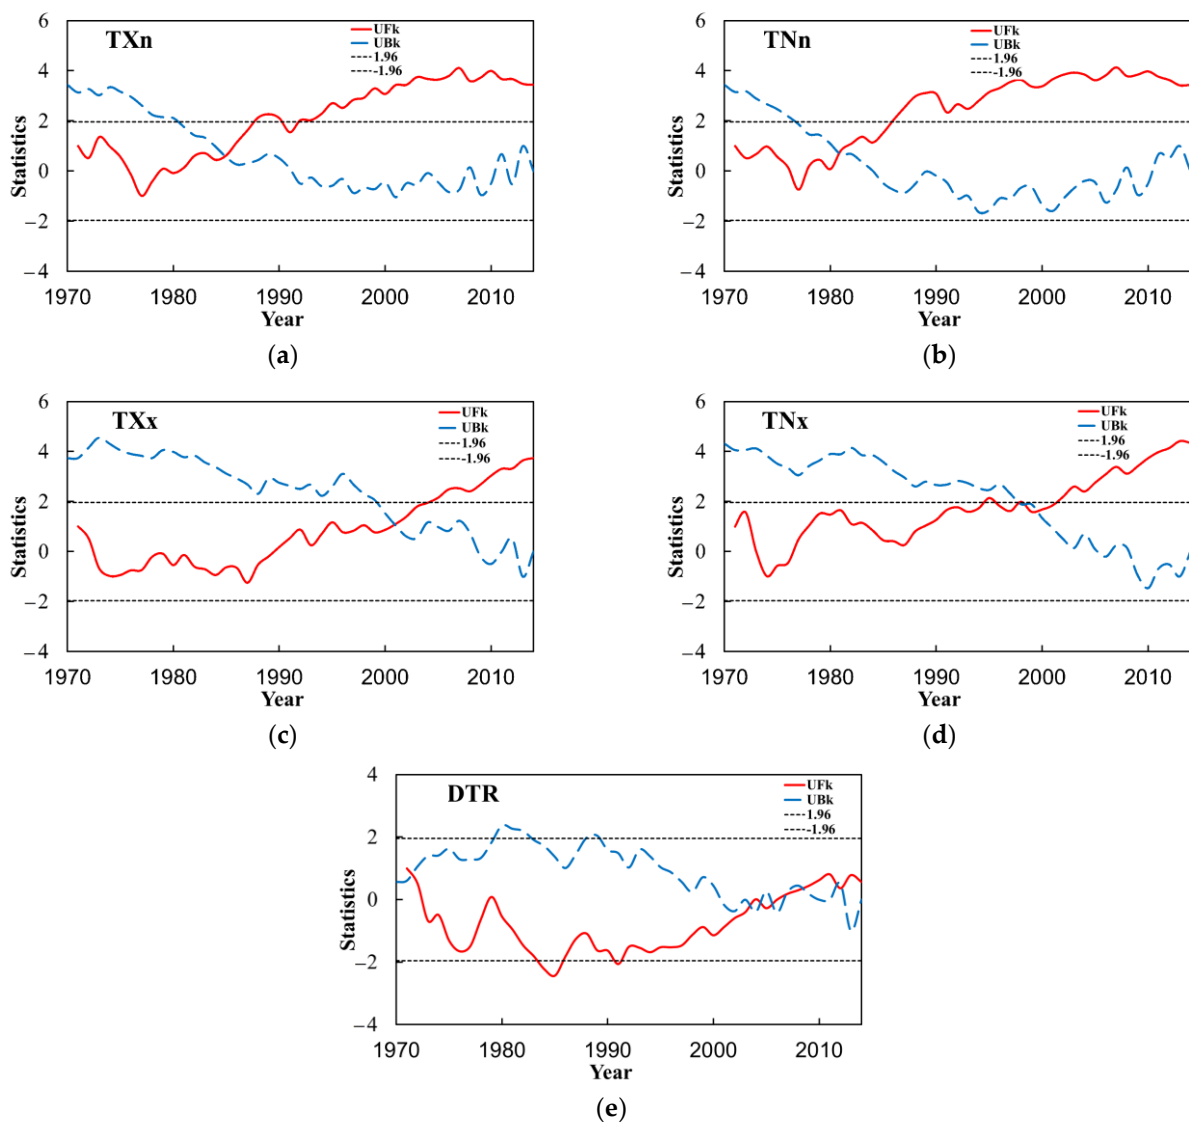 TXn
UFk
UBk
1.96
-1.96
6
4
2
0
−2
−4
Statistics
1970
1980
1990
2000
2010
Year
(a)
TNn
UFk
UBk
1.96
-1.96
6
4
2
0
−2
−4
Statistics
1970
1980
1990
2000
2010
Year
(b)
TXx
UFk
UBk
1.96
-1.96
6
4
2
0
−2
−4
Statistics
1970
1980
1990
2000
2010
Year
(c)
TNx
UFk
UBk
1.96
-1.96
6
4
2
0
−2
−4
Statistics
1970
1980
1990
2000
2010
Year
(d)
DTR
UFk
UBk
1.96
-1.96
4
2
0
−2
−4
Statistics
1970
1980
1990
2000
2010
Year
(e)